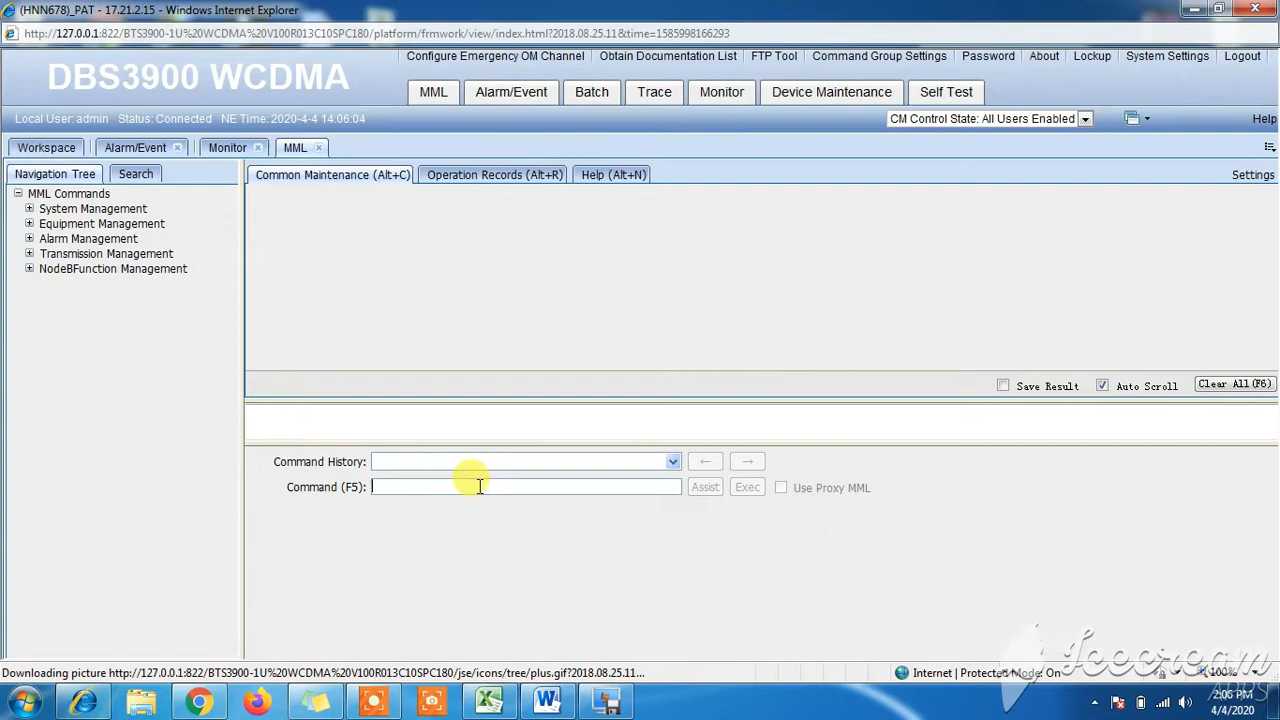 (HNN678)_PAT - 17.21.2.15 - Windows Internet Explorer
http://127.0.0.1:822/BTS3900-1U%20WCDMA%20V100R013C10SPC180/platform/frmwork/view/index.html?2018.08.25.11&time=1585998166293
Configure Emergency OM Channel Obtain Documentation List FTP Tool Command Group Settings Password About Lockup System Settings Logout
DBS3900 WCDMA
MML Alarm/Event Batch Trace Monitor Device Maintenance Self Test
Local User: admin Status: Connected NE Time: 2020-4-4 14:06:04 CM Control State: All Users Enabled Help
Workspace Alarm/Event Monitor MML
Navigation Tree Search Common Maintenance (Alt+C) Operation Records (Alt+R) Help (Alt+N) Settings
MML Commands
System Management
Equipment Management
Alarm Management
Transmission Management
NodeBFunction Management
Save Result Auto Scroll Clear All(F6)
Command History: ← →
Command (F5): Assist Exec Use Proxy MML
Downloading picture http://127.0.0.1:822/BTS3900-1U%20WCDMA%20V100R013C10SPC180/jse/icons/tree/plus.gif?2018.08.25.11... Internet | Protected Mode: On 100%
2:06 PM
4/4/2020